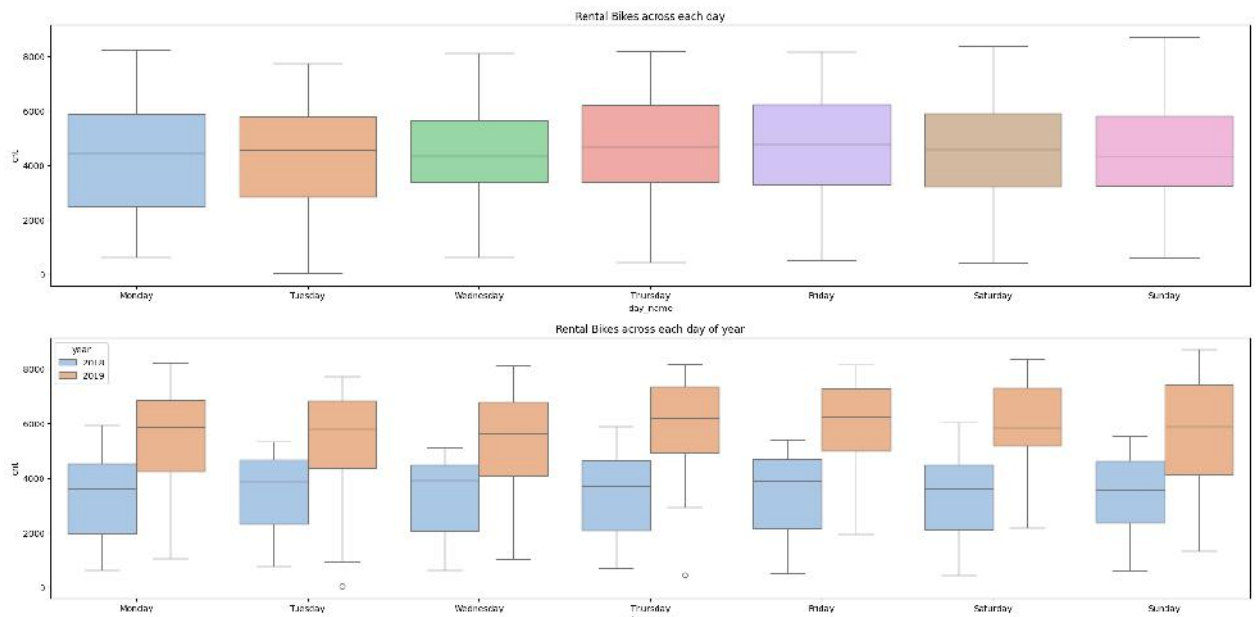 Rental Bikes across each day
8000
6000
cnt
4000
2000
0
Monday Tuesday Wednesday Thursday Friday Saturday Sunday
day_name
Rental Bikes across each day of year
year
2018
2019
8000
6000
cnt
4000
2000
0
Monday Tuesday Wednesday Thursday Friday Saturday Sunday